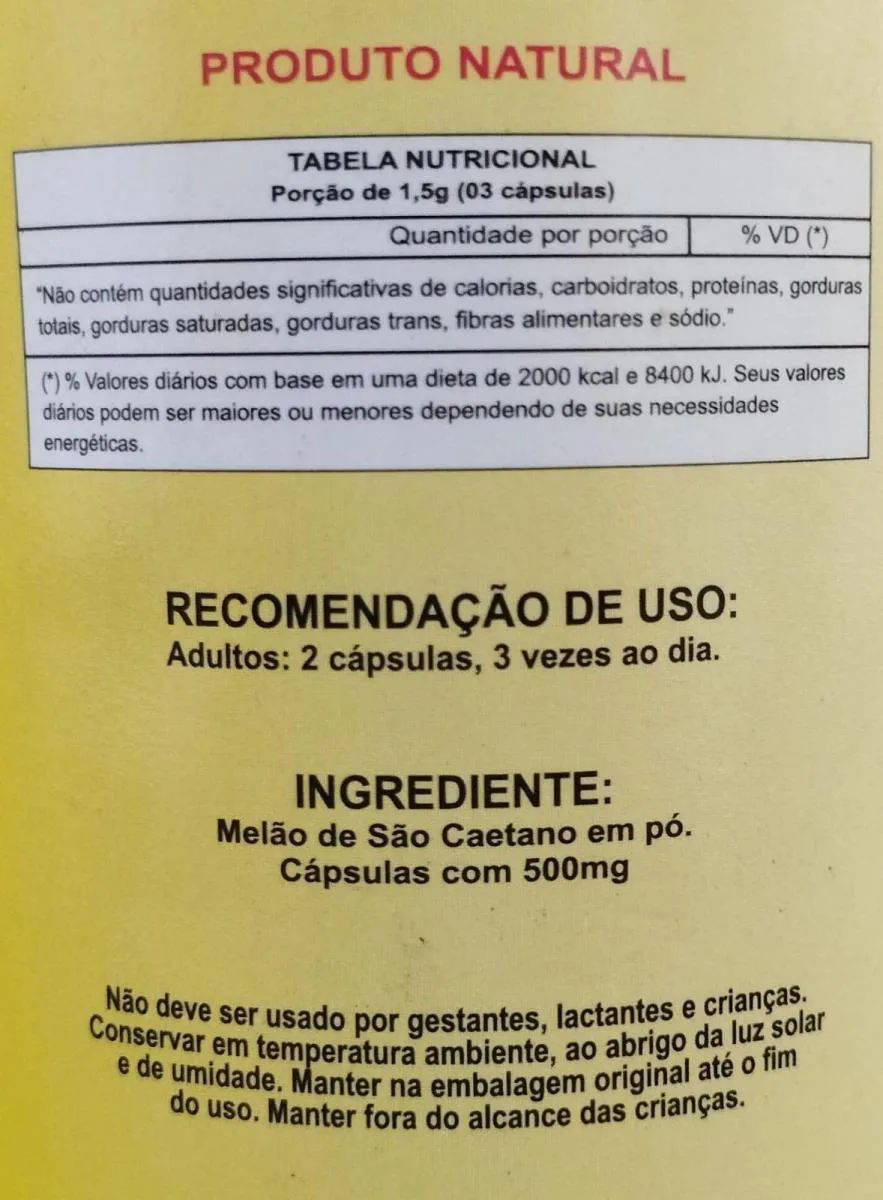 PRODUTO NATURAL
TABELA NUTRICIONAL
Porção de 1,5g (03 cápsulas)
Quantidade por porção % VD (*)
"Não contém quantidades significativas de calorias, carboidratos, proteínas, gorduras
totais, gorduras saturadas, gorduras trans, fibras alimentares e sódio."
(*) % Valores diários com base em uma dieta de 2000 kcal e 8400 kJ. Seus valores
diários podem ser maiores ou menores dependendo de suas necessidades
energéticas.
RECOMENDAÇÃO DE USO:
Adultos: 2 cápsulas, 3 vezes ao dia.
INGREDIENTE:
Melão de São Caetano em pó.
Cápsulas com 500mg
Não deve ser usado por gestantes, lactantes e crianças.
Conservar em temperatura ambiente, ao abrigo da luz solar
e de umidade. Manter na embalagem original até o fim
do uso. Manter fora do alcance das crianças.